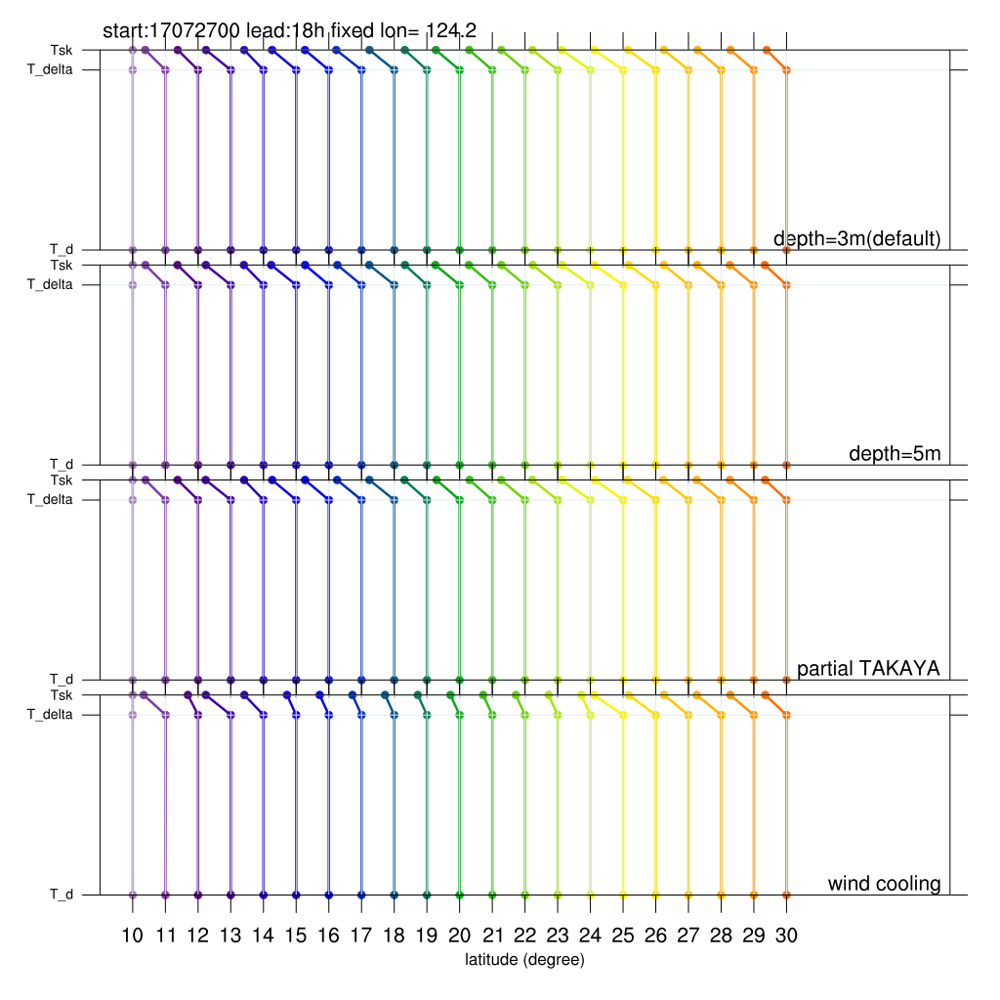 start:17072700 lead:18h fixed lon= 124.2
Tsk
T_delta
T_d
depth=3m(default)
Tsk
T_delta
T_d
depth=5m
Tsk
T_delta
T_d
partial TAKAYA
Tsk
T_delta
T_d
wind cooling
10 11 12 13 14 15 16 17 18 19 20 21 22 23 24 25 26 27 28 29 30
latitude (degree)